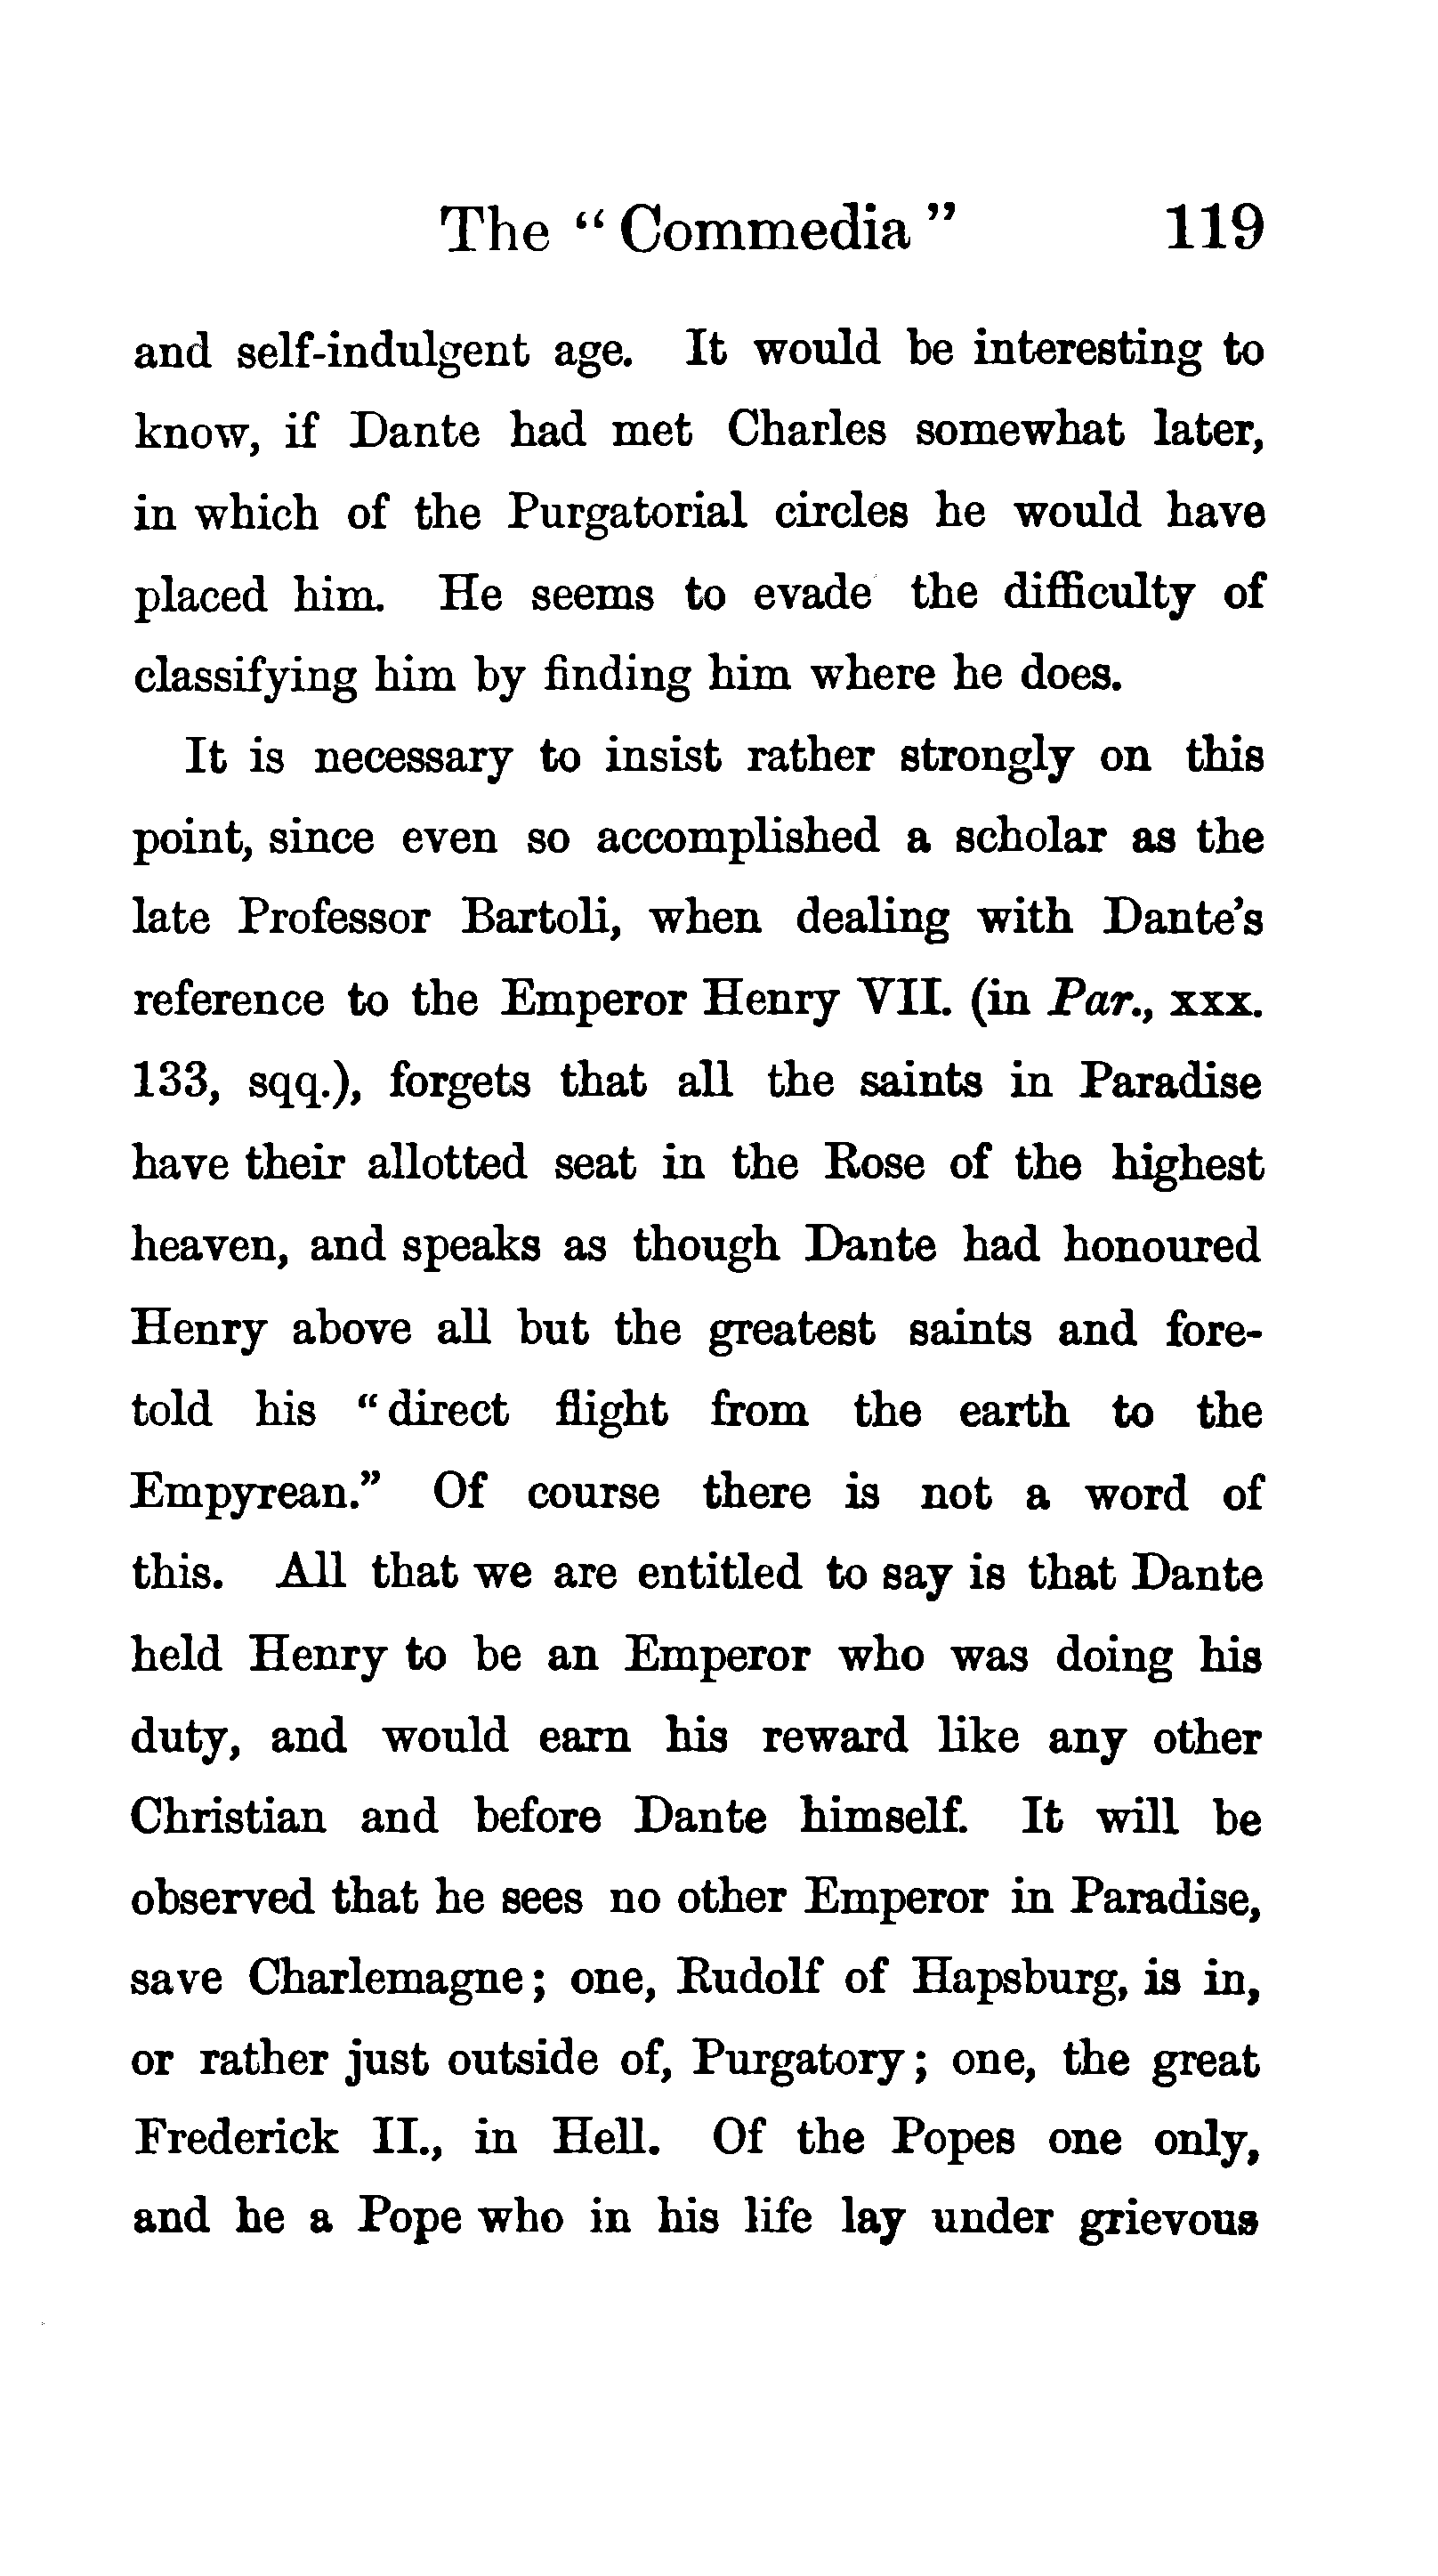 The “Commedia” 119
and self-indulgent age. It would be interesting to
know, if Dante had met Charles somewhat later,
in which of the Purgatorial circles he would have
placed him. He seems to evade the difficulty of
classifying him by finding him where he does.
It is necessary to insist rather strongly on this
point, since even so accomplished a scholar as the
late Professor Bartoli, when dealing with Dante’s
reference to the Emperor Henry VII. (in Par., xxx.
133, sqq.), forgets that all the saints in Paradise
have their allotted seat in the Rose of the highest
heaven, and speaks as though Dante had honoured
Henry above all but the greatest saints and fore-
told his “direct flight from the earth to the
Empyrean.” Of course there is not a word of
this. All that we are entitled to say is that Dante
held Henry to be an Emperor who was doing his
duty, and would earn his reward like any other
Christian and before Dante himself. It will be
observed that he sees no other Emperor in Paradise,
save Charlemagne; one, Rudolf of Hapsburg, is in,
or rather just outside of, Purgatory; one, the great
Frederick II., in Hell. Of the Popes one only,
and he a Pope who in his life lay under grievous